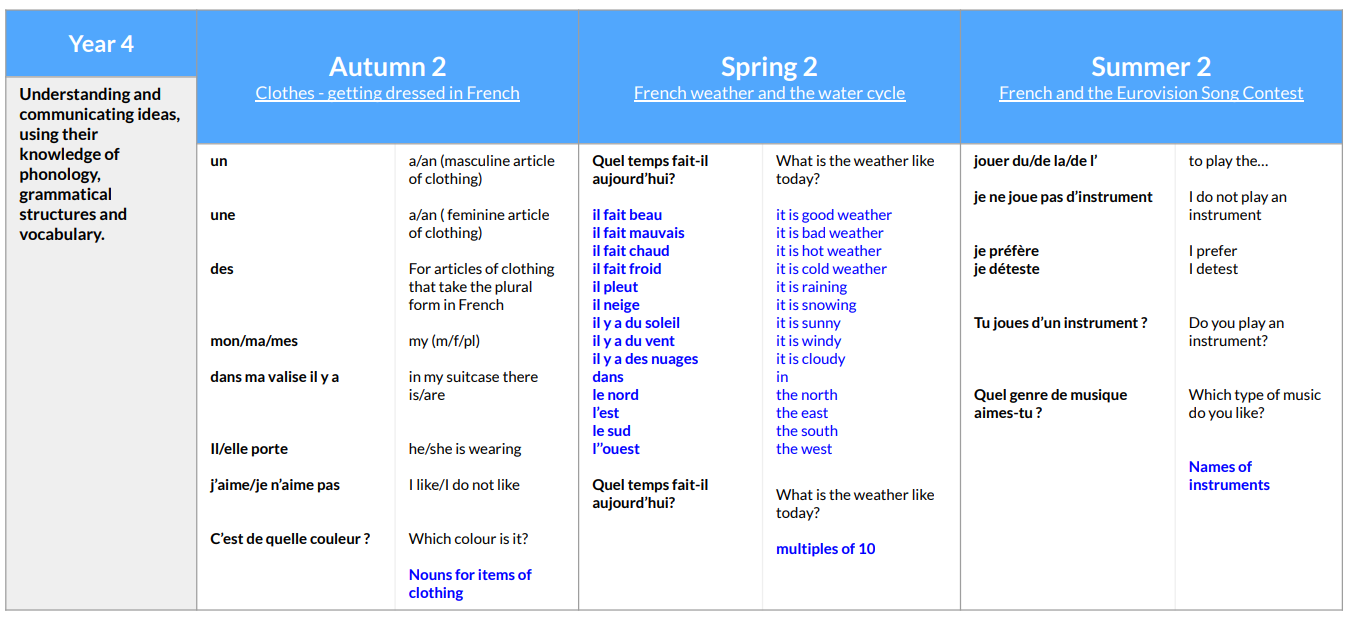 Year 4
Understanding and
communicating ideas,
using their
knowledge of
phonology,
grammatical
structures and
vocabulary.
Autumn 2
Clothes - getting dressed in French
un
a/an (masculine article
of clothing)
une
a/an ( feminine article
of clothing)
des
For articles of clothing
that take the plural
form in French
mon/ma/mes
my (m/f/pl)
dans ma valise il y a
in my suitcase there
is/are
Il/elle porte
he/she is wearing
j’aime/je n’aime pas
I like/I do not like
C’est de quelle couleur ?
Which colour is it?
Nouns for items of
clothing
Spring 2
French weather and the water cycle
Quel temps fait-il
aujourd’hui?
What is the weather like
today?
il fait beau
it is good weather
il fait mauvais
it is bad weather
il fait chaud
it is hot weather
il fait froid
it is cold weather
il pleut
it is raining
il neige
it is snowing
il y a du soleil
it is sunny
il y a du vent
it is windy
il y a des nuages
it is cloudy
dans
in
le nord
the north
l’est
the east
le sud
the south
l’’ouest
the west
Quel temps fait-il
aujourd’hui?
What is the weather like
today?
multiples of 10
Summer 2
French and the Eurovision Song Contest
jouer du/de la/de l’
to play the...
je ne joue pas d’instrument
I do not play an
instrument
je préfère
I prefer
je déteste
I detest
Tu joues d’un instrument ?
Do you play an
instrument?
Quel genre de musique
aimes-tu ?
Which type of music
do you like?
Names of
instruments